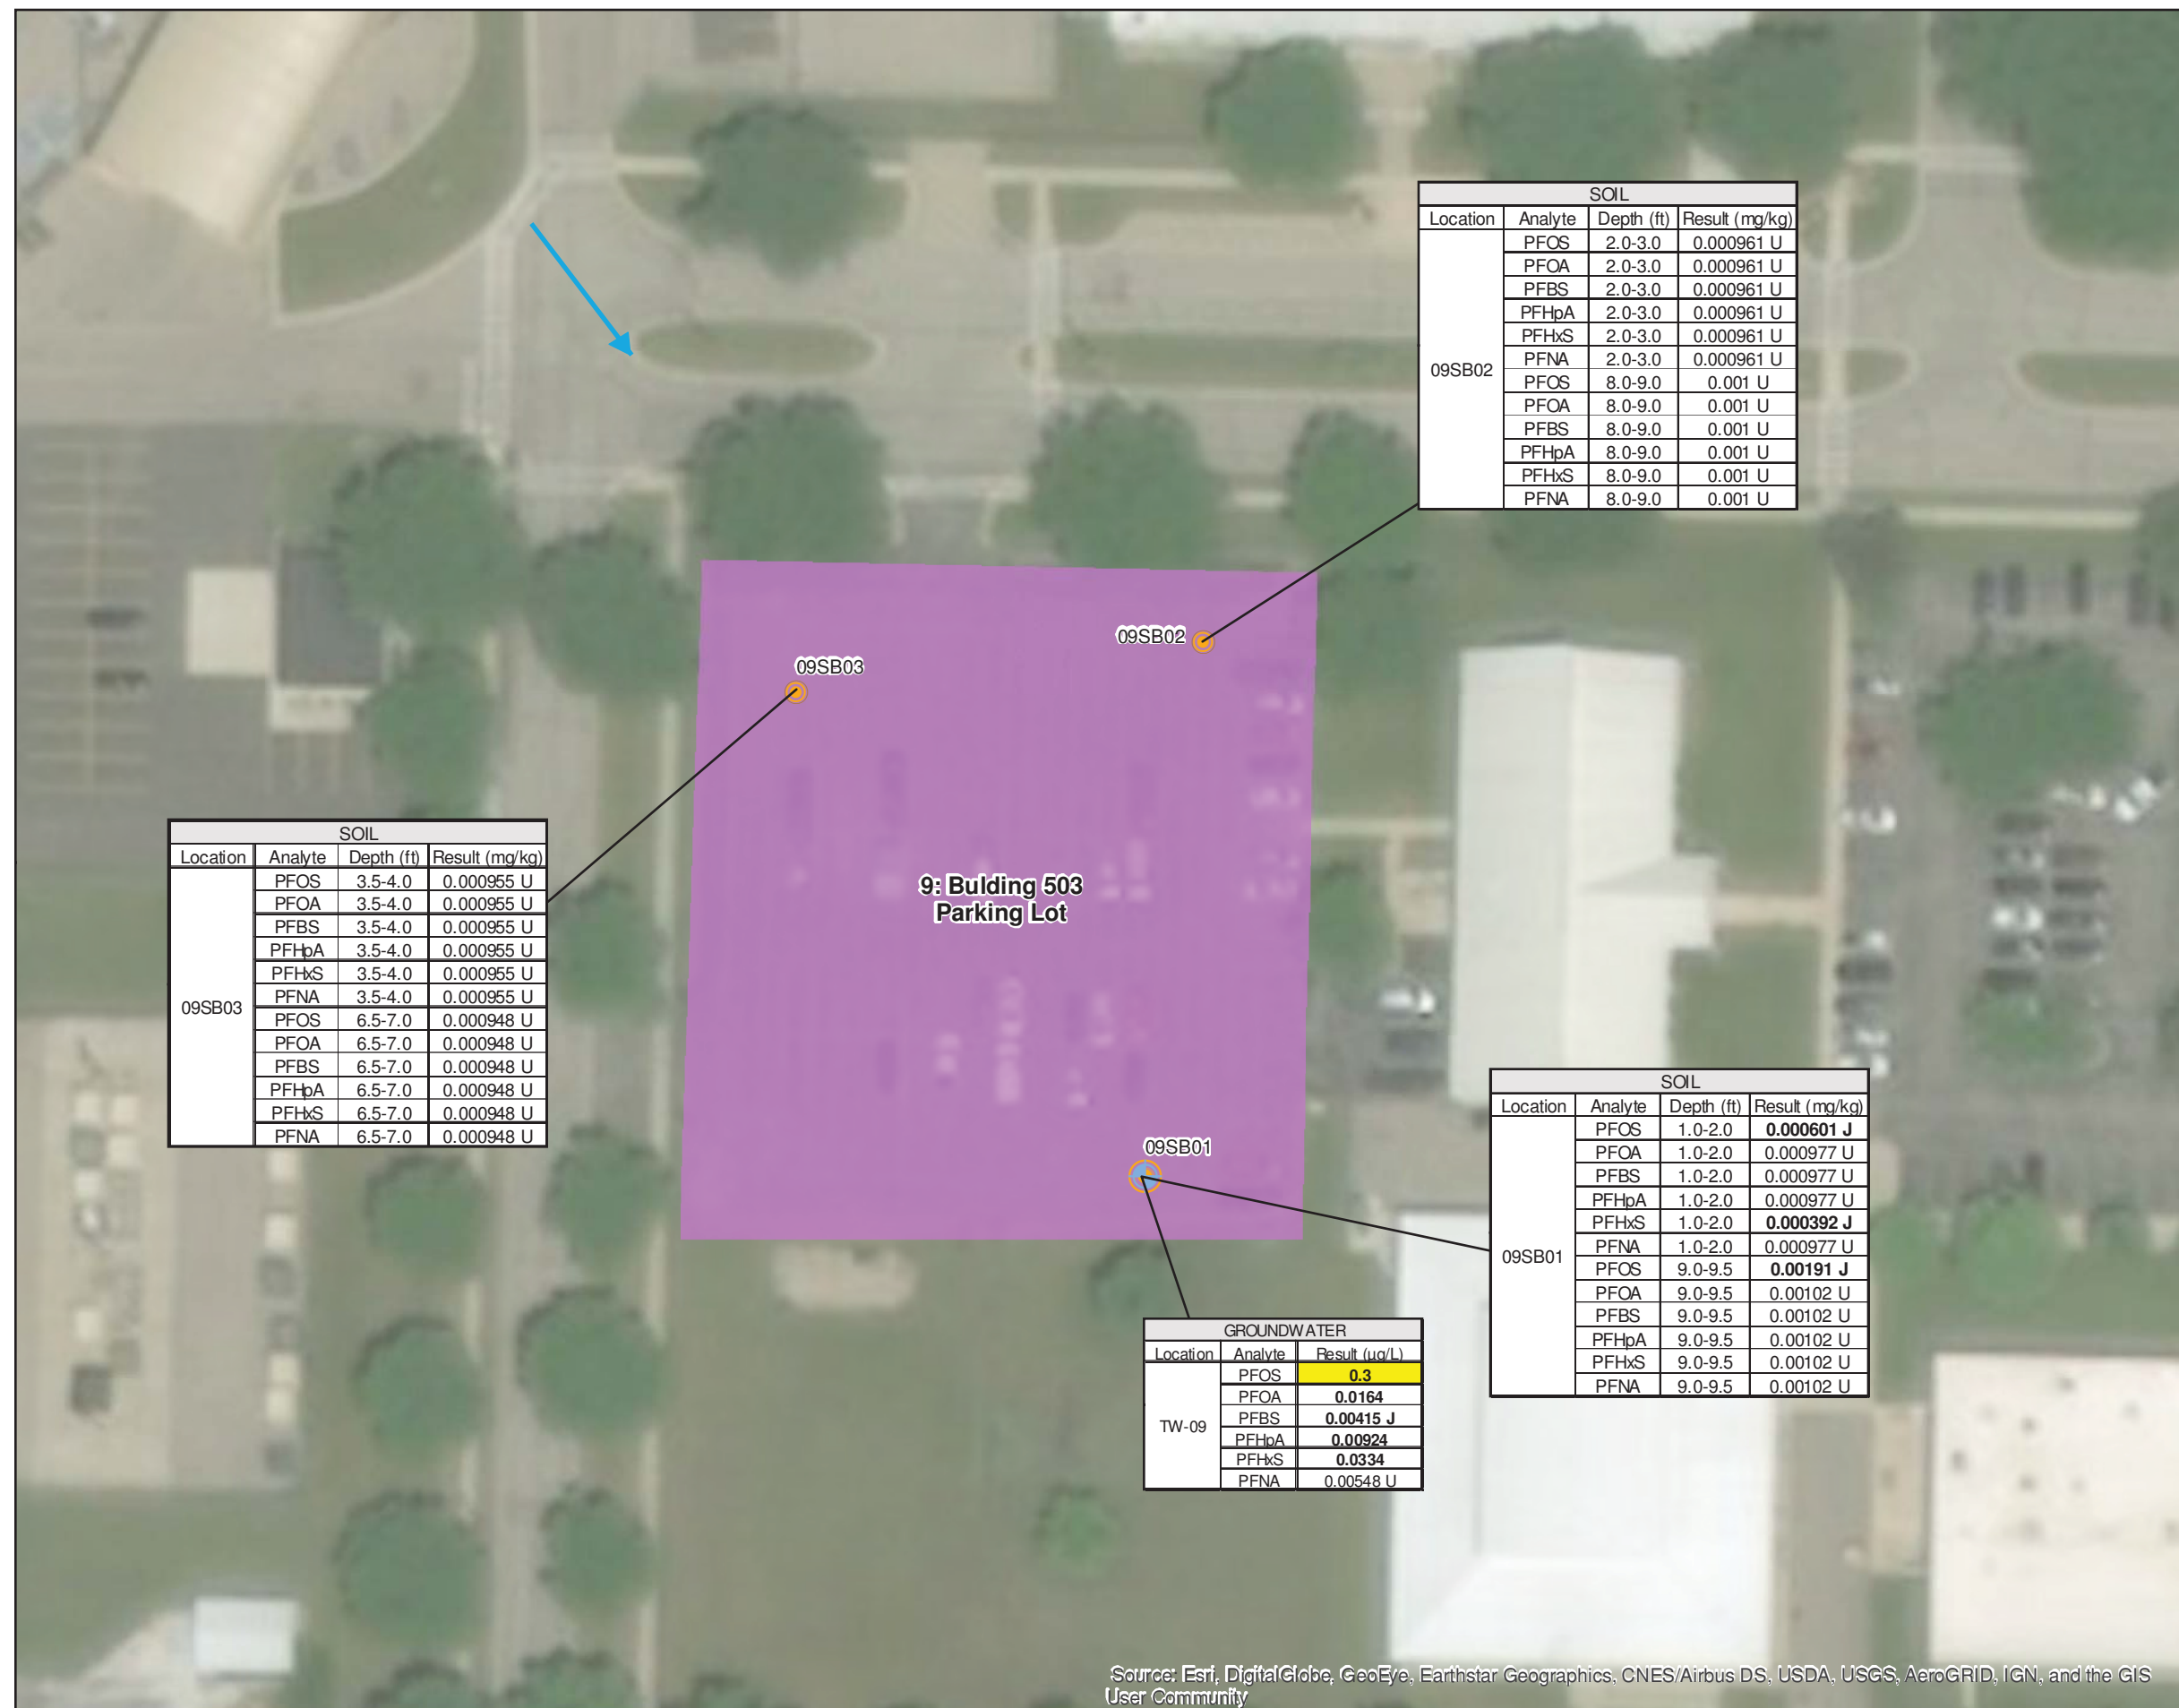 SOIL
Location Analyte Depth (ft) Result (mg/kg)
09SB02
PFOS 2.0-3.0 0.000961 U
PFOA 2.0-3.0 0.000961 U
PFBS 2.0-3.0 0.000961 U
PFHpA 2.0-3.0 0.000961 U
PFHxS 2.0-3.0 0.000961 U
PFNA 2.0-3.0 0.000961 U
PFOS 8.0-9.0 0.001 U
PFOA 8.0-9.0 0.001 U
PFBS 8.0-9.0 0.001 U
PFHpA 8.0-9.0 0.001 U
PFHxS 8.0-9.0 0.001 U
PFNA 8.0-9.0 0.001 U
09SB02
09SB03
SOIL
Location Analyte Depth (ft) Result (mg/kg)
09SB03
PFOS 3.5-4.0 0.000955 U
PFOA 3.5-4.0 0.000955 U
PFBS 3.5-4.0 0.000955 U
PFHpA 3.5-4.0 0.000955 U
PFHxS 3.5-4.0 0.000955 U
PFNA 3.5-4.0 0.000955 U
PFOS 6.5-7.0 0.000948 U
PFOA 6.5-7.0 0.000948 U
PFBS 6.5-7.0 0.000948 U
PFHpA 6.5-7.0 0.000948 U
PFHxS 6.5-7.0 0.000948 U
PFNA 6.5-7.0 0.000948 U
9: Bulding 503
Parking Lot
09SB01
SOIL
Location Analyte Depth (ft) Result (mg/kg)
09SB01
PFOS 1.0-2.0 0.000601 J
PFOA 1.0-2.0 0.000977 U
PFBS 1.0-2.0 0.000977 U
PFHpA 1.0-2.0 0.000977 U
PFHxS 1.0-2.0 0.000392 J
PFNA 1.0-2.0 0.000977 U
PFOS 9.0-9.5 0.00191 J
PFOA 9.0-9.5 0.00102 U
PFBS 9.0-9.5 0.00102 U
PFHpA 9.0-9.5 0.00102 U
PFHxS 9.0-9.5 0.00102 U
PFNA 9.0-9.5 0.00102 U
GROUNDWATER
Location Analyte Result (ug/L)
TW-09
PFOS 0.3
PFOA 0.0164
PFBS 0.00415 J
PFHpA 0.00924
PFHxS 0.0334
PFNA 0.00548 U
Source: Esri, DigitalGlobe, GeoEye, Earthstar Geographics, CNES/Airbus DS, USDA, USGS, AeroGRID, IGN, and the GIS
User Community